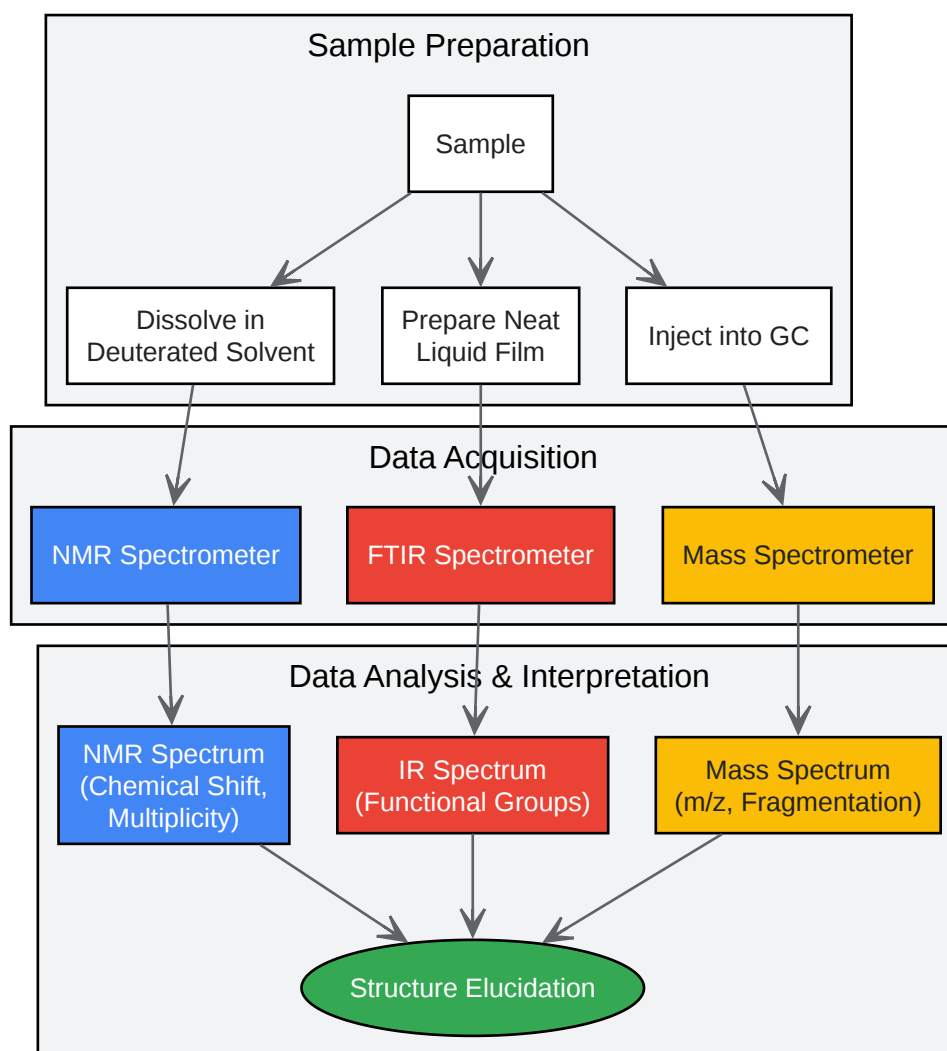 Sample Preparation
Sample
Dissolve in
Deuterated Solvent
Prepare Neat
Liquid Film
Inject into GC
Data Acquisition
NMR Spectrometer
FTIR Spectrometer
Mass Spectrometer
Data Analysis & Interpretation
NMR Spectrum
(Chemical Shift,
Multiplicity)
IR Spectrum
(Functional Groups)
Mass Spectrum
(m/z, Fragmentation)
Structure Elucidation